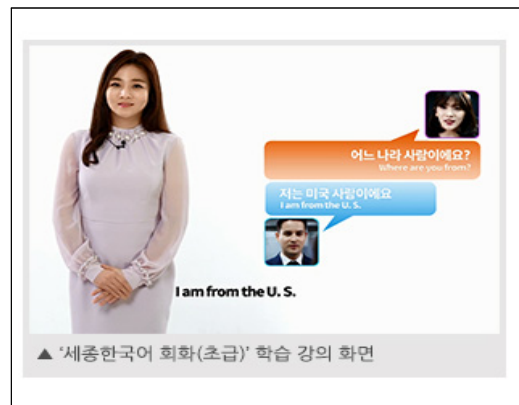 어느 나라 사람이에요?
Where are you from?
저는 미국 사람이에요
I am from the U. S.
I am from the U. S.
▲ ‘세종한국어 회화(초급)’ 학습 강의 화면